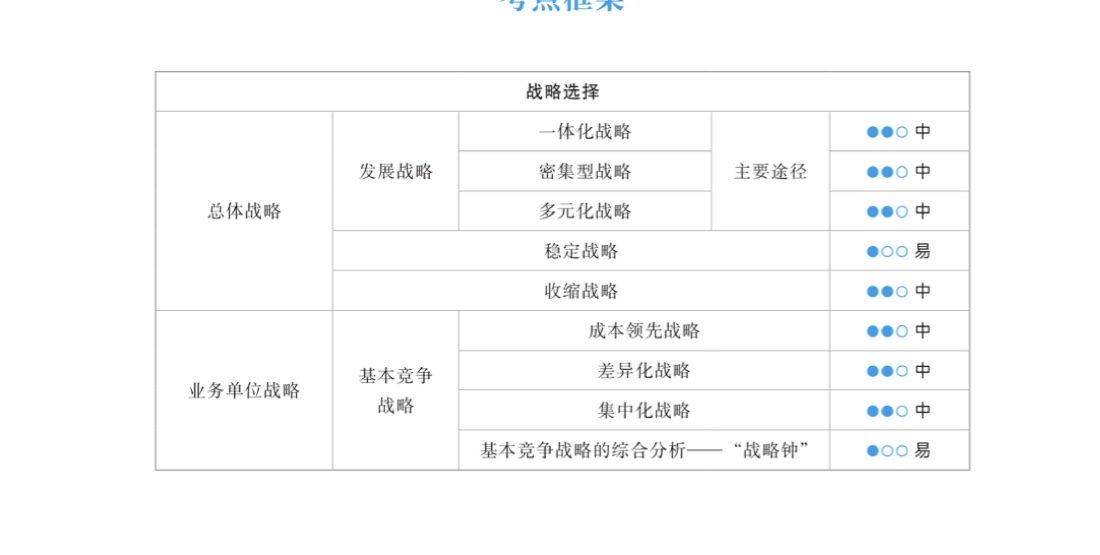 考点框架
战略选择
总体战略
发展战略
一体化战略
主要途径
●●○ 中
密集型战略
●●○ 中
多元化战略
●●○ 中
稳定战略
●○○ 易
收缩战略
●●○ 中
业务单位战略
基本竞争
战略
成本领先战略
●●○ 中
差异化战略
●●○ 中
集中化战略
●●○ 中
基本竞争战略的综合分析——“战略钟”
●○○ 易